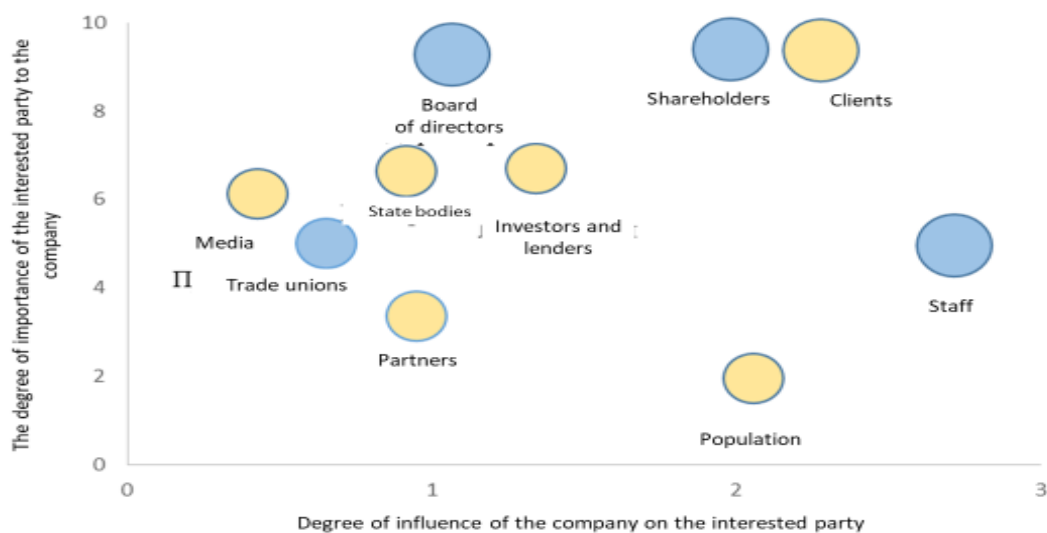 The degree of importance of the interested party to the
company
10
8
6
4
2
0
Board
of directors
Shareholders
Clients
State bodies
Investors and
lenders
Media
П
Trade unions
Staff
Partners
Population
0
1
2
3
Degree of influence of the company on the interested party